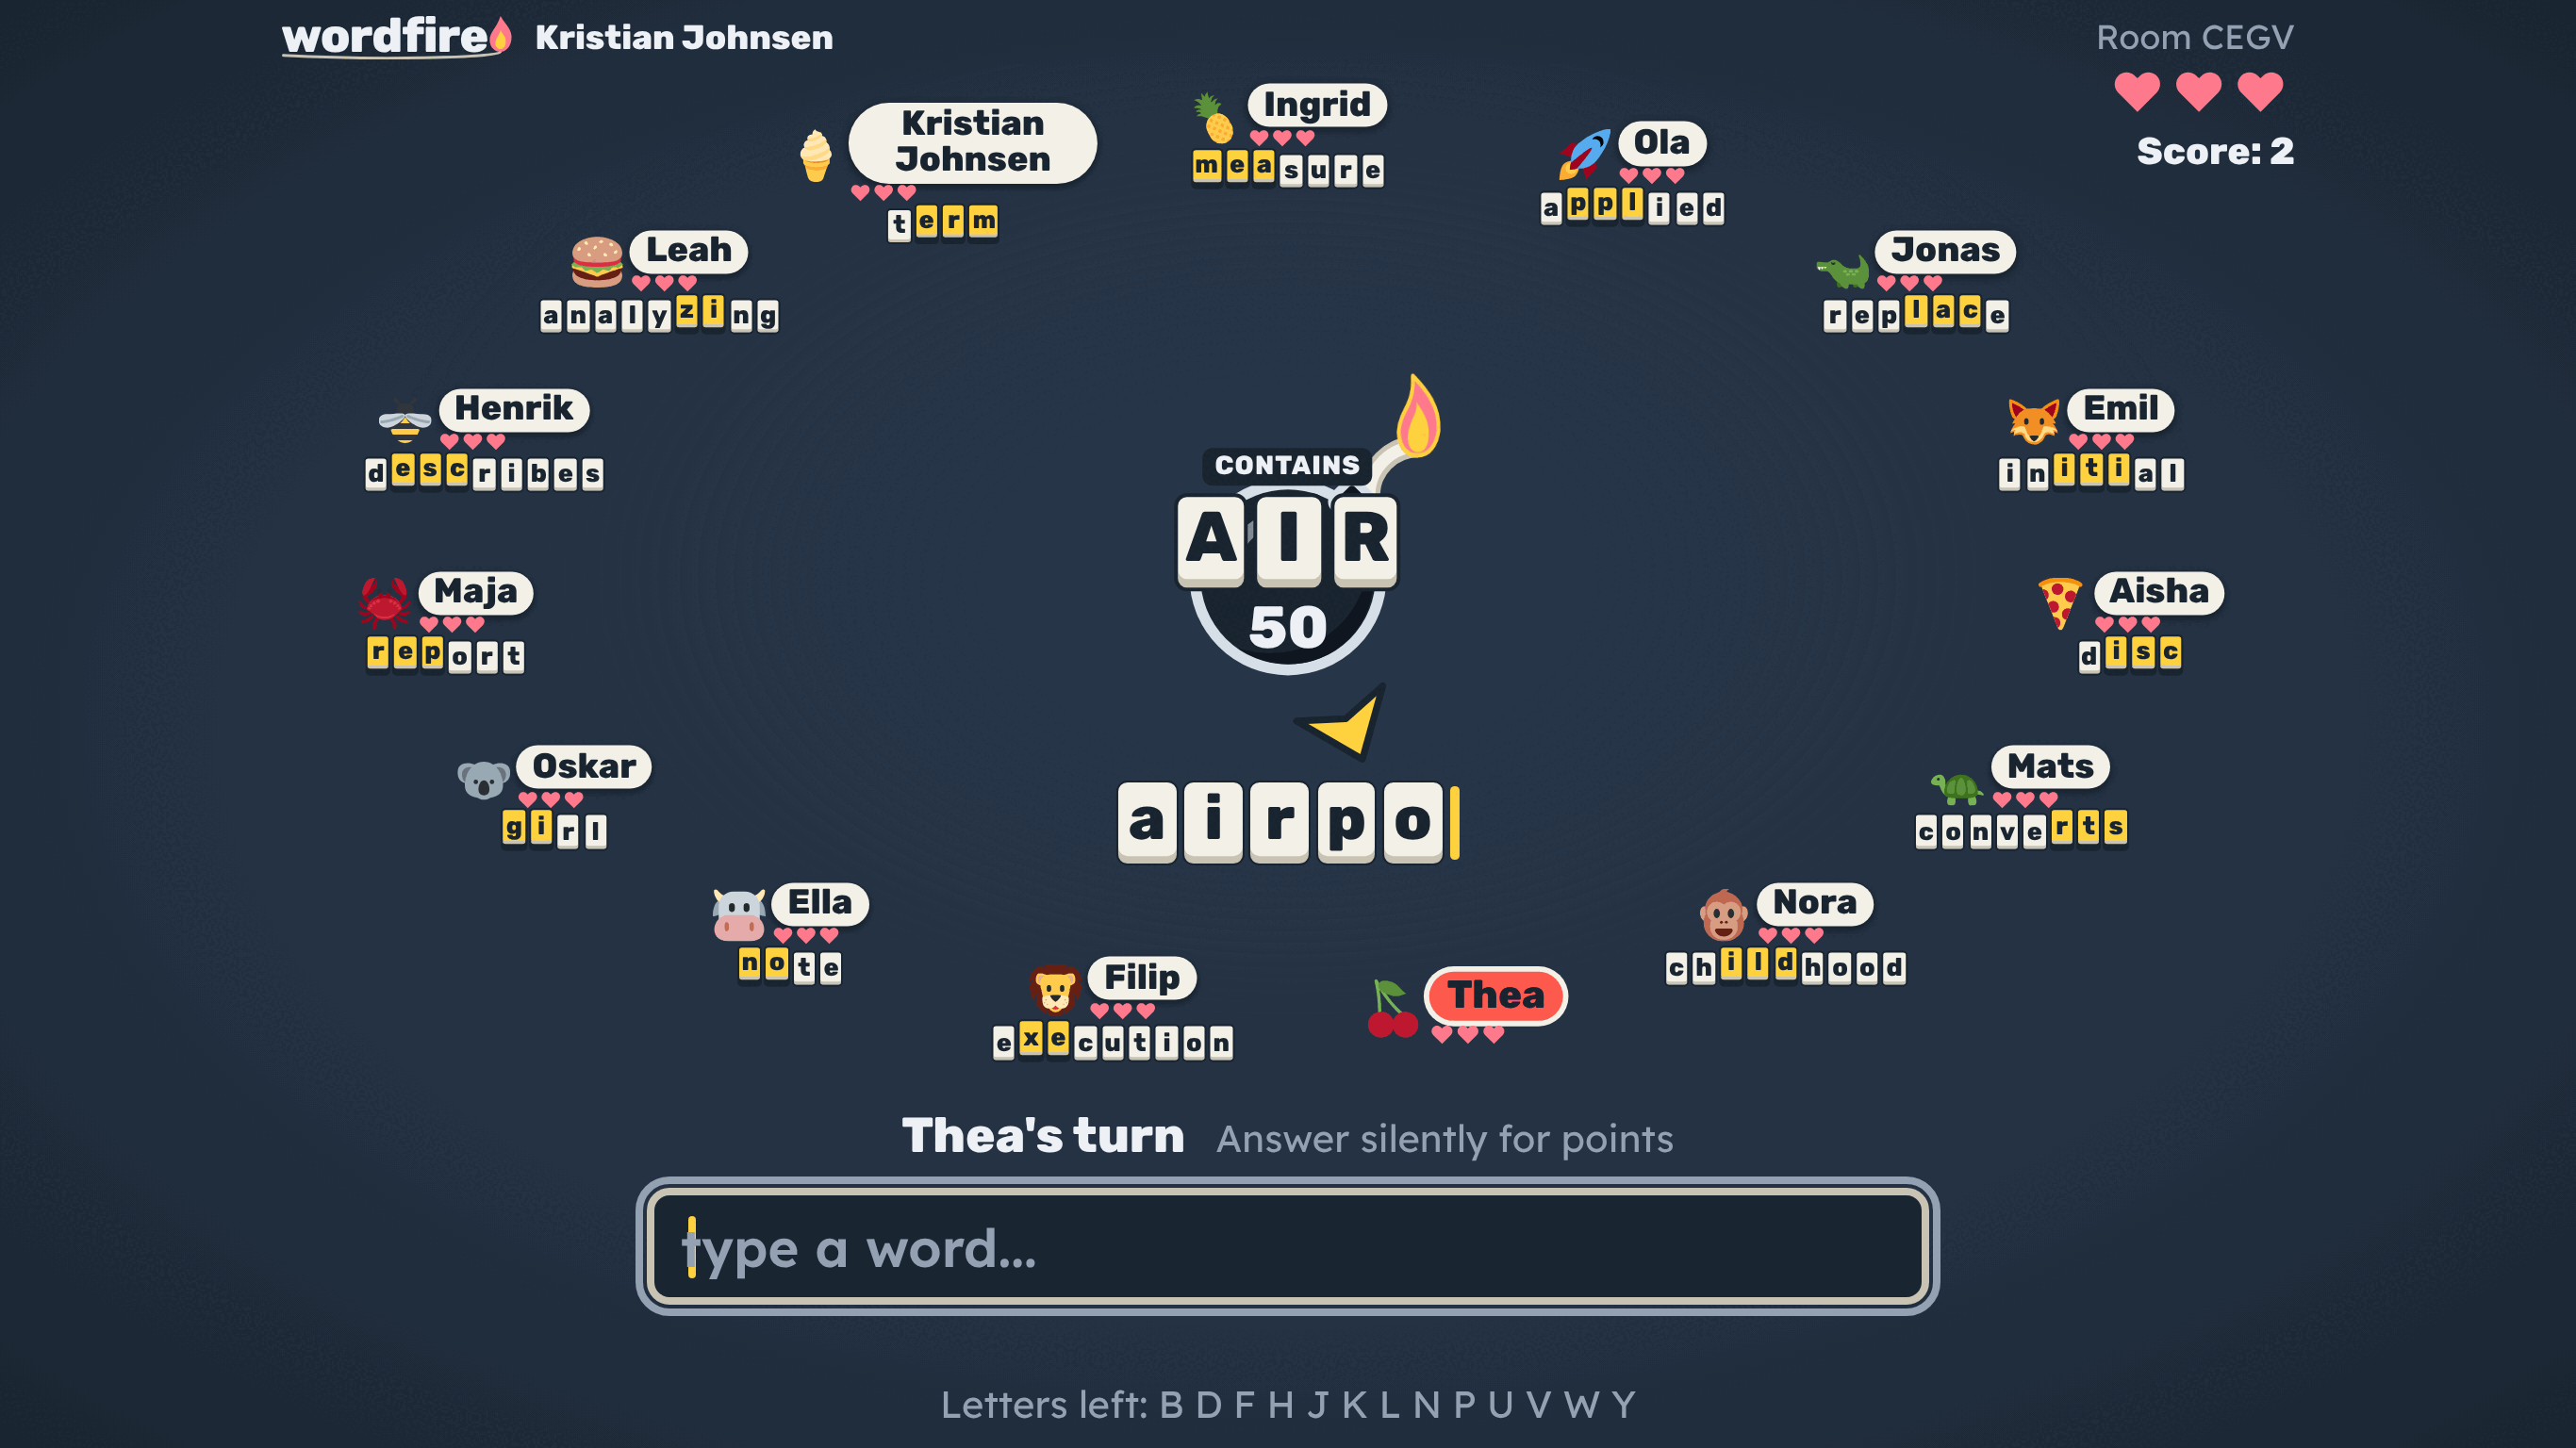 wordfire Kristian Johnsen
Room CEGV
Score: 2
Kristian
Johnsen
term
Ingrid
measure
Ola
applied
Leah
analyzing
Jonas
replace
Henrik
describes
Emil
initial
CONTAINS
AIR
50
Maja
report
Aisha
disc
Oskar
girl
airpo
Mats
converts
Ella
note
Nora
childhood
Filip
execution
Thea
Thea's turn Answer silently for points
type a word...
Letters left: B D F H J K L N P U V W Y